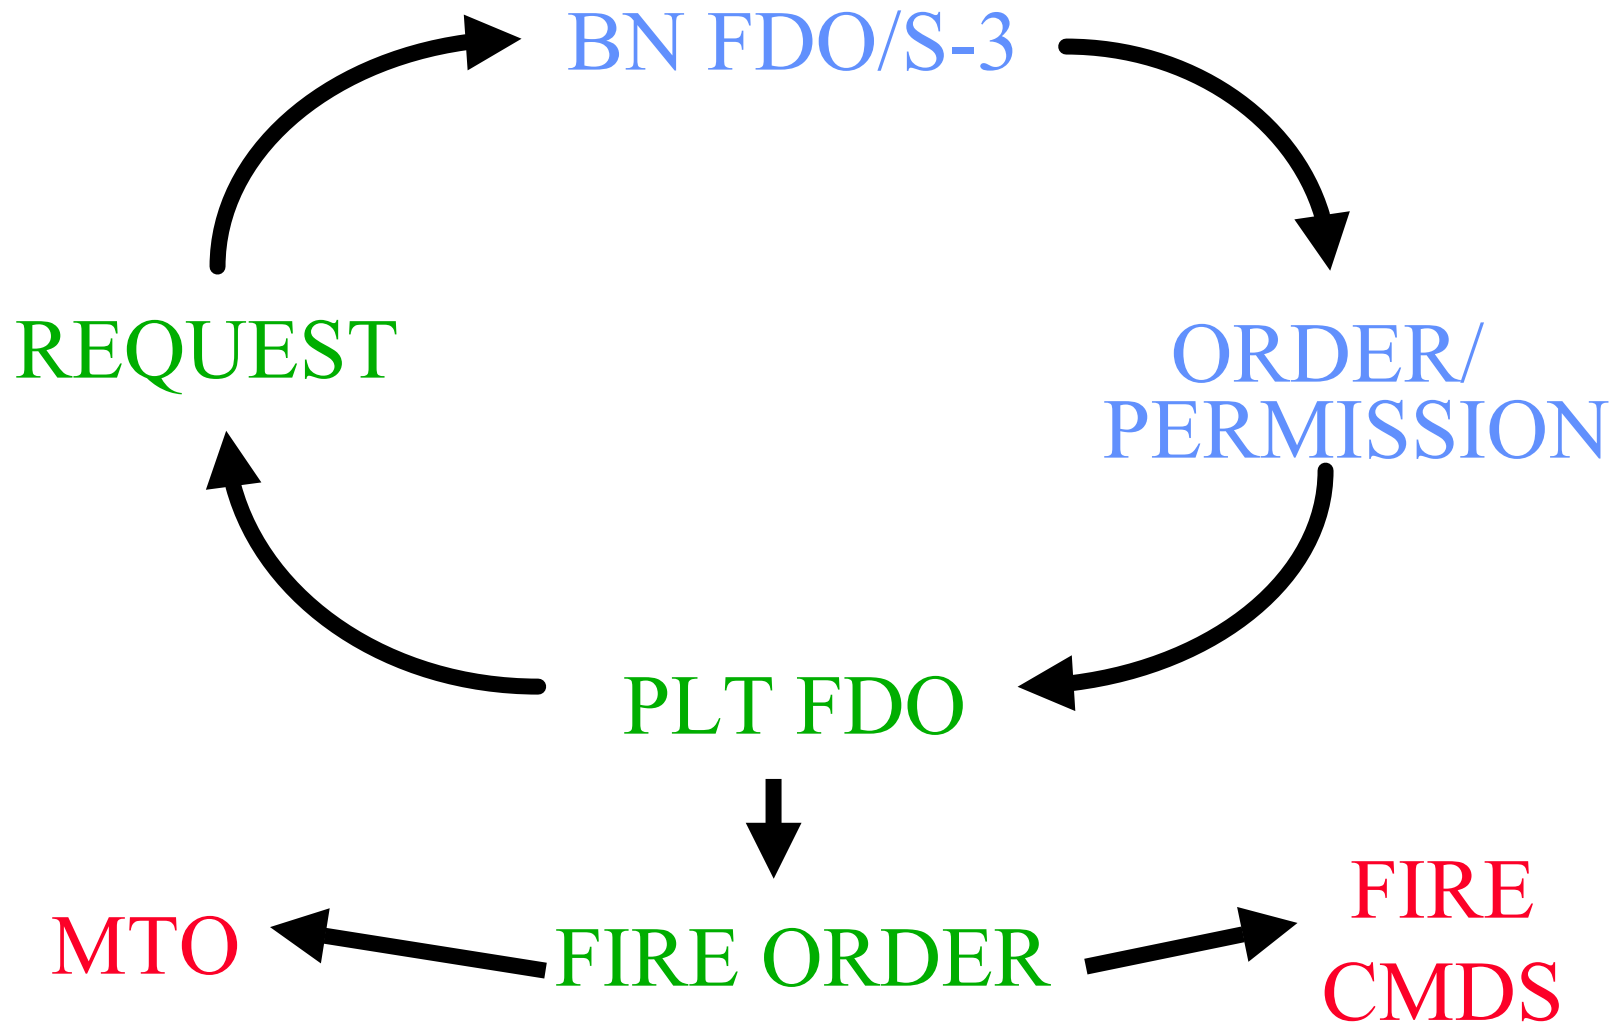 BN FDO/S-3
REQUEST
ORDER/
PERMISSION
PLT FDO
MTO
FIRE ORDER
FIRE
CMDS